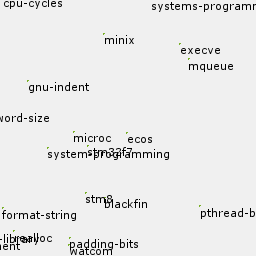 cpu-cycles
systems-programm
minix
execve
mqueue
gnu-indent
word-size
microc
ecos
stm32f7
system-programming
stm8
blackfin
format-string
pthread-b
realloc
-library
padding-bits
watcom